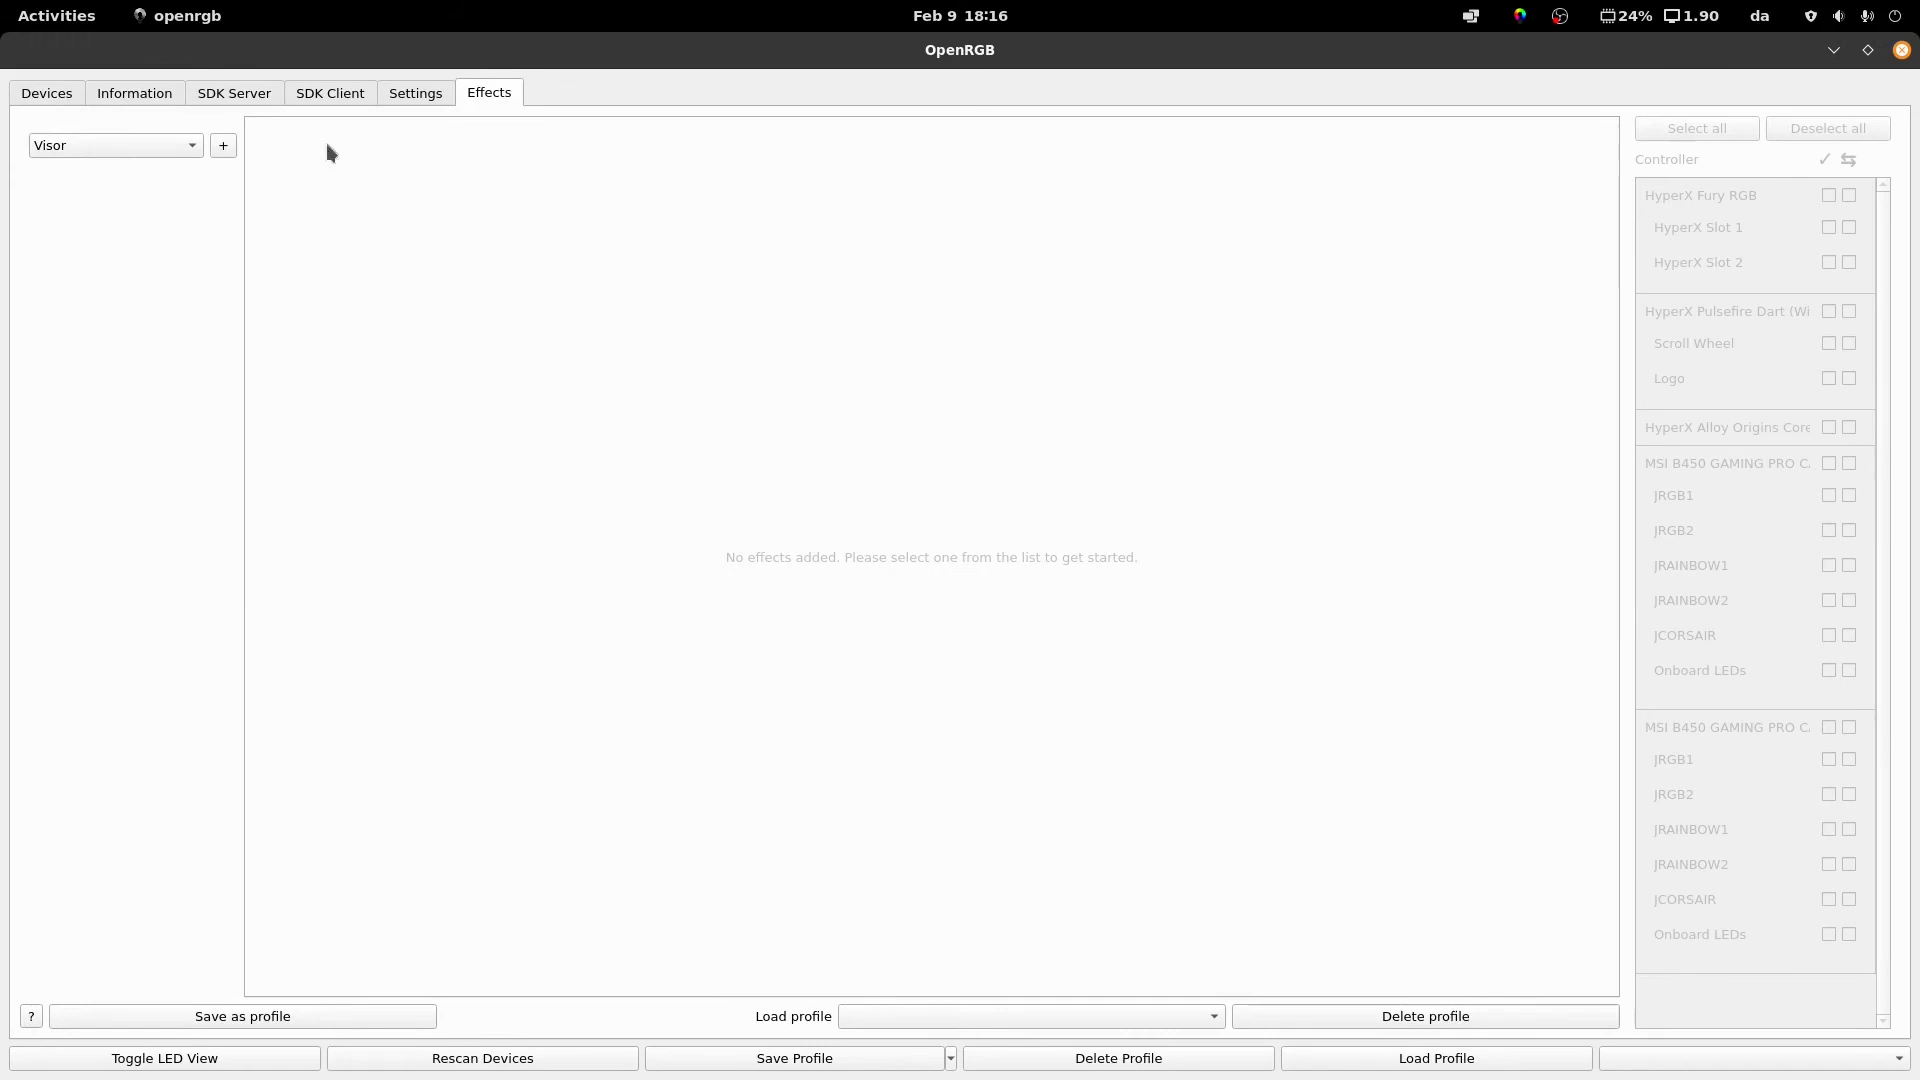 Activities
openrgb
Feb 9 18:16
24%
1.90
da
OpenRGB
Devices
Information
SDK Server
SDK Client
Settings
Effects
Visor
+
Select all
Deselect all
Controller
HyperX Fury RGB
HyperX Slot 1
HyperX Slot 2
HyperX Pulsefire Dart (Wi
Scroll Wheel
Logo
HyperX Alloy Origins Core
MSI B450 GAMING PRO C
JRGB1
JRGB2
No effects added. Please select one from the list to get started.
JRAINBOW1
JRAINBOW2
JCORSAIR
Onboard LEDs
MSI B450 GAMING PRO C
JRGB1
JRGB2
JRAINBOW1
JRAINBOW2
JCORSAIR
Onboard LEDs
?
Save as profile
Load profile
Delete profile
Toggle LED View
Rescan Devices
Save Profile
Delete Profile
Load Profile